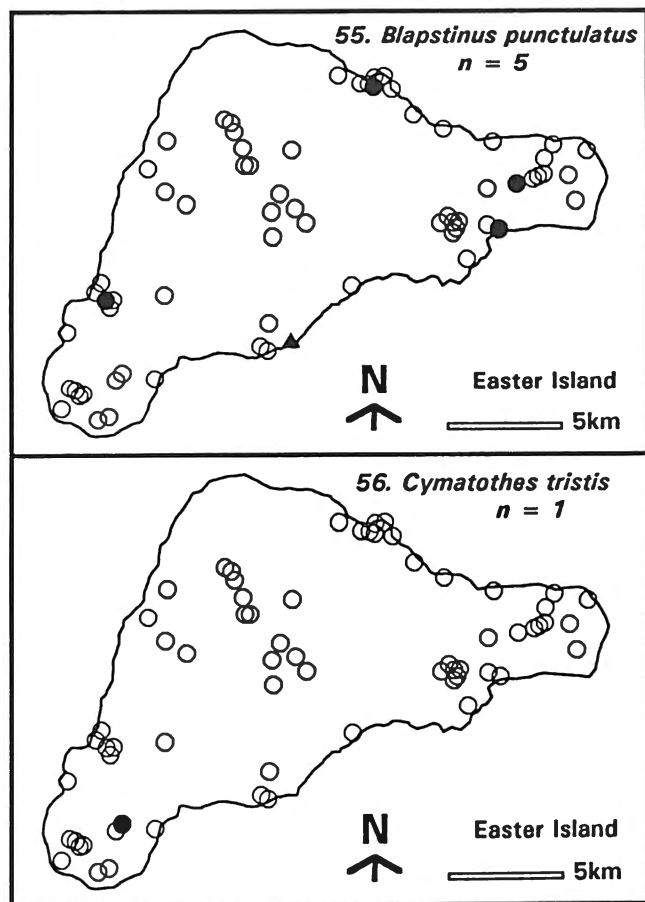 55. Blapstinus punctulatus
n = 5
N
Easter Island
5km
56. Cymatothes tristis
n = 1
N
Easter Island
5km